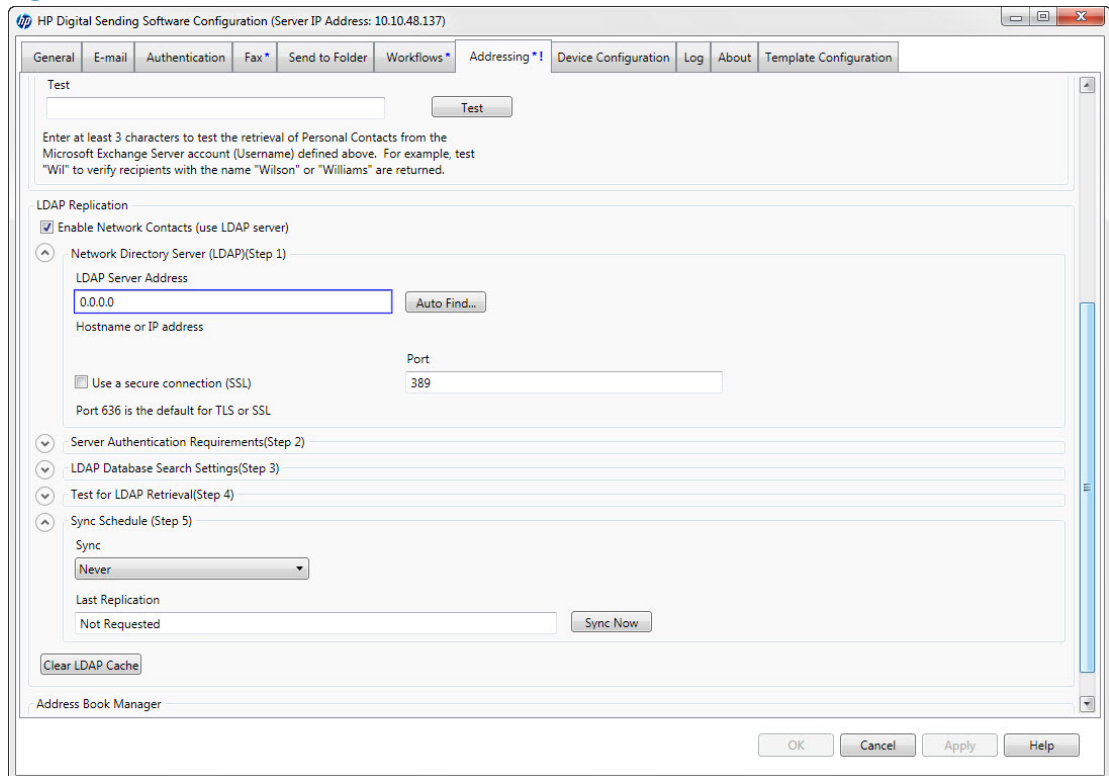 HP Digital Sending Software Configuration (Server IP Address: 10.10.48.137)
General E-mail Authentication Fax* Send to Folder Workflows* Addressing*! Device Configuration Log About Template Configuration
Test
Test
Enter at least 3 characters to test the retrieval of Personal Contacts from the
Microsoft Exchange Server account (Username) defined above. For example, test
"Wil" to verify recipients with the name "Wilson" or "Williams" are returned.
LDAP Replication
Enable Network Contacts (use LDAP server)
Network Directory Server (LDAP)(Step 1)
LDAP Server Address
0.0.0.0 Auto Find...
Hostname or IP address
Port
Use a secure connection (SSL) 389
Port 636 is the default for TLS or SSL
Server Authentication Requirements(Step 2)
LDAP Database Search Settings(Step 3)
Test for LDAP Retrieval(Step 4)
Sync Schedule (Step 5)
Sync
Never
Last Replication
Not Requested Sync Now
Clear LDAP Cache
Address Book Manager
OK Cancel Apply Help